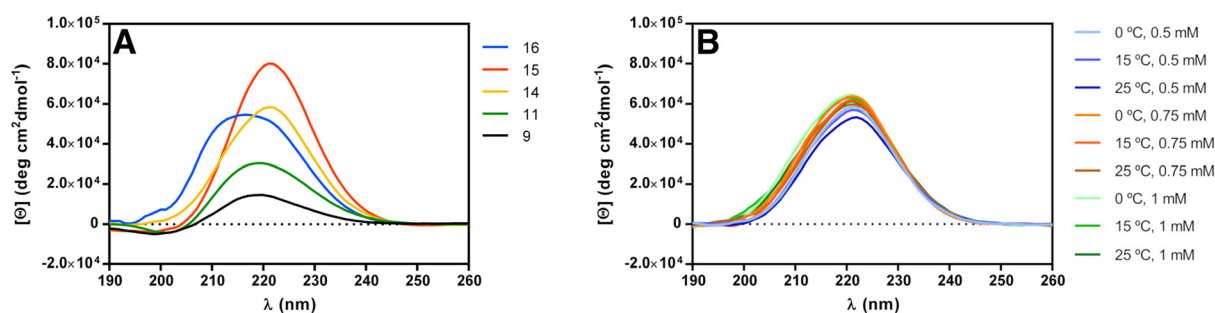 A
[Θ] (deg cm2dmol-1)
1.0×10⁵
8.0×10⁴
6.0×10⁴
4.0×10⁴
2.0×10⁴
0
-2.0×10⁴
190 200 210 220 230 240 250 260
λ (nm)
16
15
14
11
9
B
[Θ] (deg cm2dmol-1)
1.0×10⁵
8.0×10⁴
6.0×10⁴
4.0×10⁴
2.0×10⁴
0
-2.0×10⁴
190 200 210 220 230 240 250 260
λ (nm)
0 ºC, 0.5 mM
15 ºC, 0.5 mM
25 ºC, 0.5 mM
0 ºC, 0.75 mM
15 ºC, 0.75 mM
25 ºC, 0.75 mM
0 ºC, 1 mM
15 ºC, 1 mM
25 ºC, 1 mM